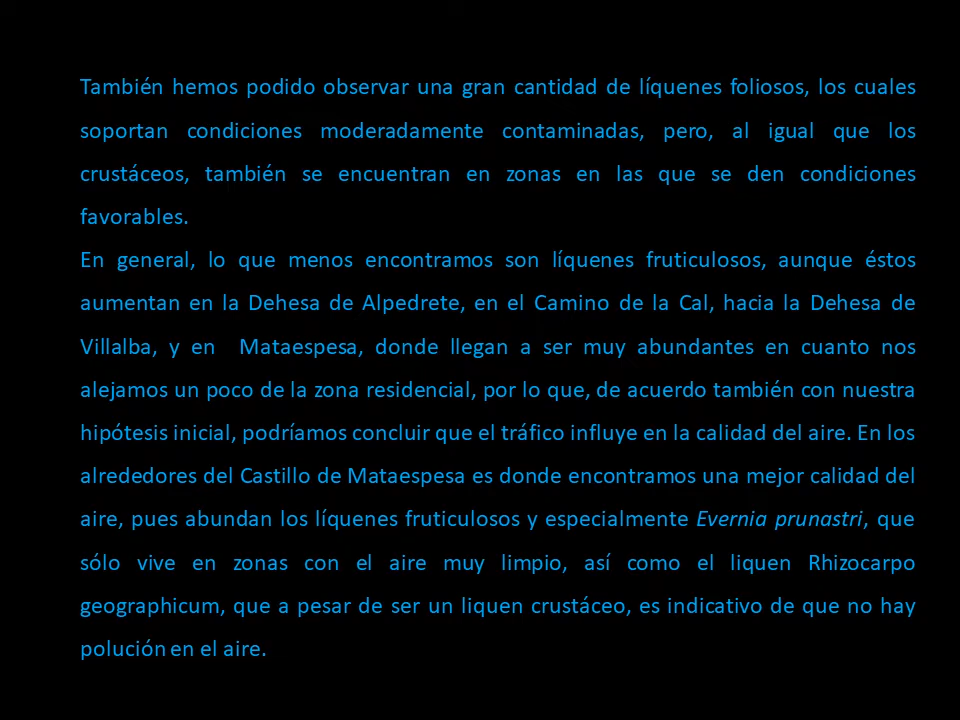 También hemos podido observar una gran cantidad de líquenes foliosos, los cuales
soportan condiciones moderadamente contaminadas, pero, al igual que los
crustáceos, también se encuentran en zonas en las que se den condiciones
favorables.
En general, lo que menos encontramos son líquenes fruticulosos, aunque éstos
aumentan en la Dehesa de Alpedrete, en el Camino de la Cal, hacia la Dehesa de
Villalba, y en Mataespesa, donde llegan a ser muy abundantes en cuanto nos
alejamos un poco de la zona residencial, por lo que, de acuerdo también con nuestra
hipótesis inicial, podríamos concluir que el tráfico influye en la calidad del aire. En los
alrededores del Castillo de Mataespesa es donde encontramos una mejor calidad del
aire, pues abundan los líquenes fruticulosos y especialmente Evernia prunastri, que
sólo vive en zonas con el aire muy limpio, así como el liquen Rhizocarpo
geographicum, que a pesar de ser un liquen crustáceo, es indicativo de que no hay
polución en el aire.